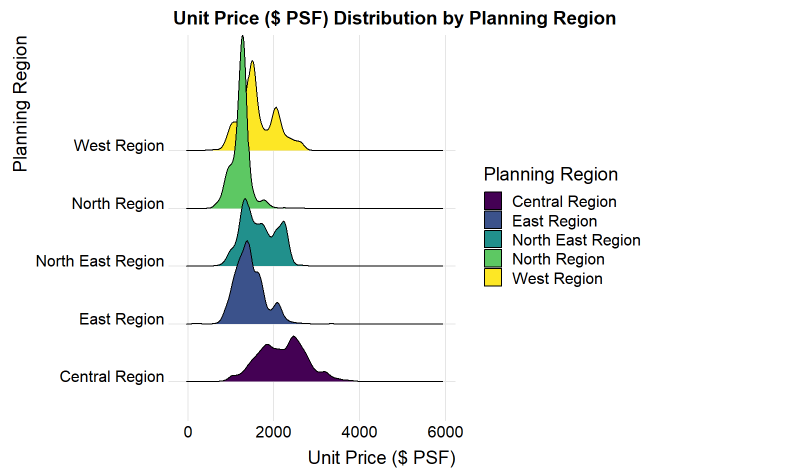 Unit Price ($ PSF) Distribution by Planning Region
Planning Region
West Region
North Region
North East Region
East Region
Central Region
0 2000 4000 6000
Unit Price ($ PSF)
Planning Region
Central Region
East Region
North East Region
North Region
West Region